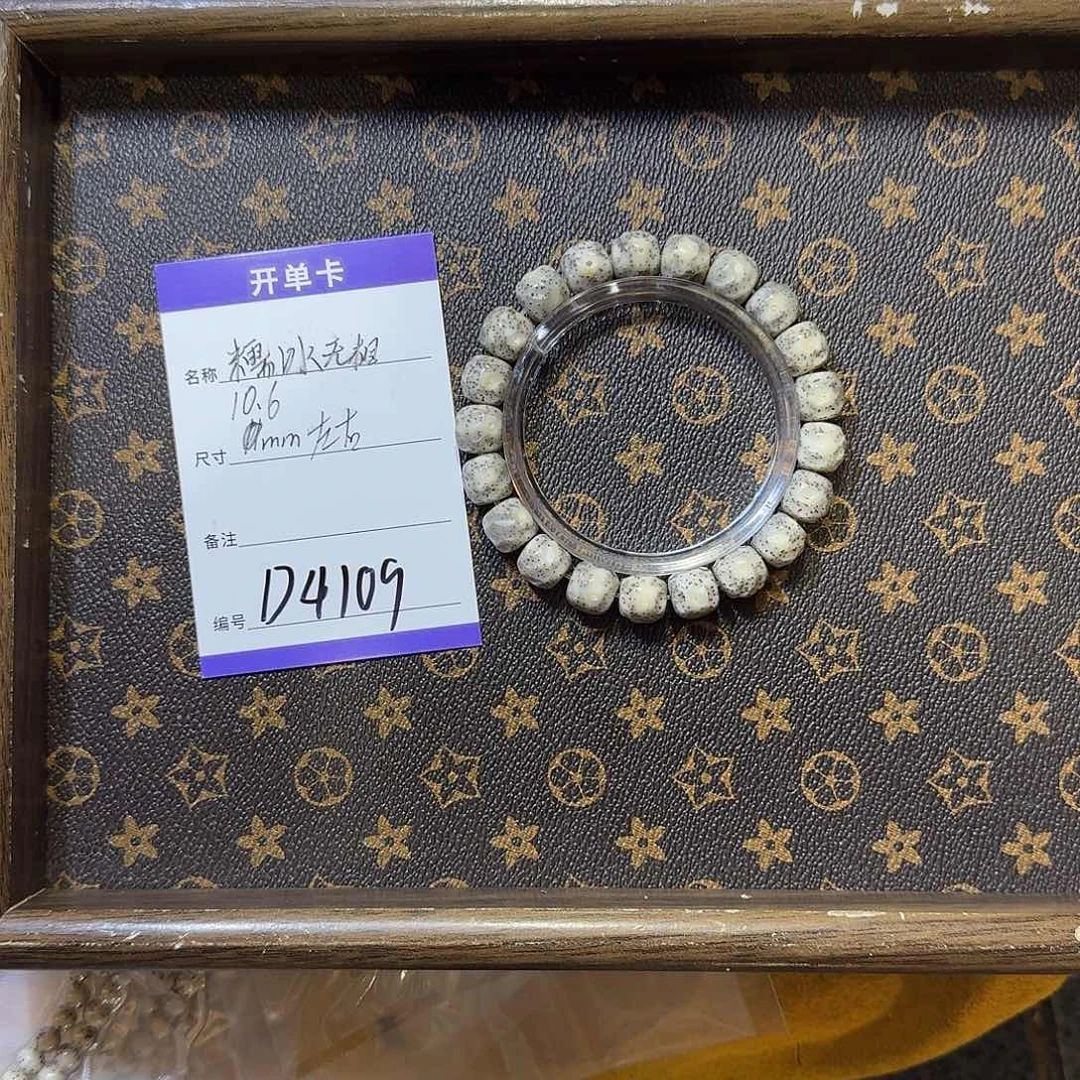 开单卡
名称 糯冰无相
10.6
尺寸 mm左右
备注
编号 D4109